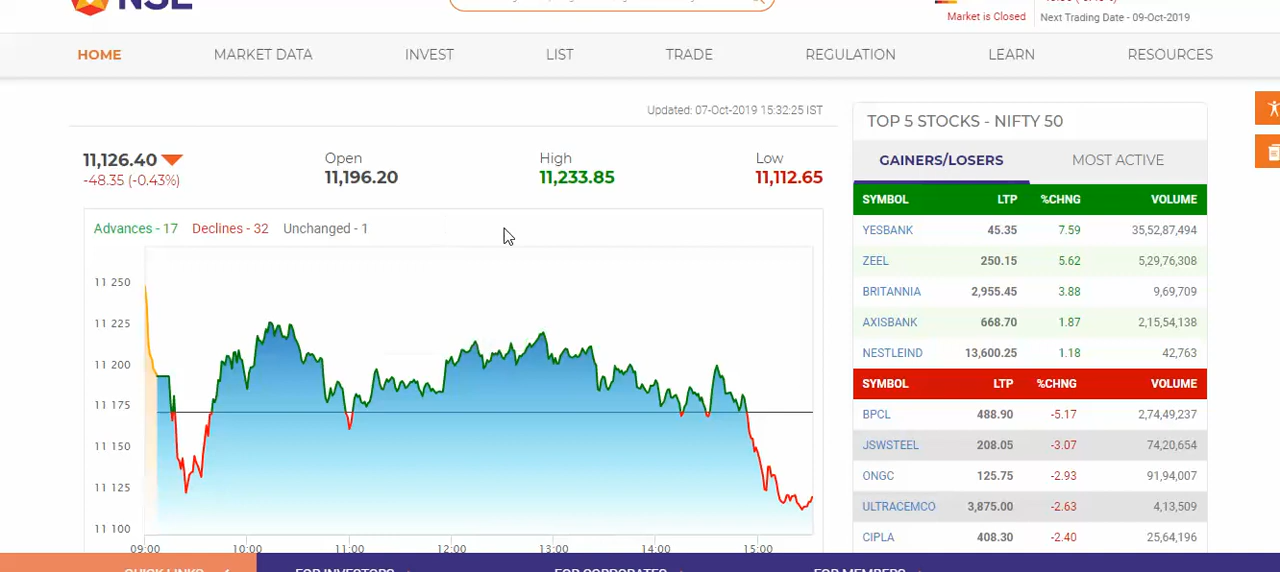 NSE
Market is Closed
Next Trading Date - 09-Oct-2019
HOME MARKET DATA INVEST LIST TRADE REGULATION LEARN RESOURCES
Updated: 07-Oct-2019 15:32:25 IST
11,126.40
-48.35 (-0.43%)
Open
11,196.20
High
11,233.85
Low
11,112.65
Advances - 17 Declines - 32 Unchanged - 1
11 250
11 225
11 200
11 175
11 150
11 125
11 100
09:00 10:00 11:00 12:00 13:00 14:00 15:00
TOP 5 STOCKS - NIFTY 50
GAINERS/LOSERS MOST ACTIVE
SYMBOL LTP %CHNG VOLUME
YESBANK 45.35 7.59 35,52,87,494
ZEEL 250.15 5.62 5,29,76,308
BRITANNIA 2,955.45 3.88 9,69,709
AXISBANK 668.70 1.87 2,15,54,138
NESTLEIND 13,600.25 1.18 42,763
SYMBOL LTP %CHNG VOLUME
BPCL 488.90 -5.17 2,74,49,237
JSWSTEEL 208.05 -3.07 74,20,654
ONGC 125.75 -2.93 91,94,007
ULTRACEMCO 3,875.00 -2.63 4,13,509
CIPLA 408.30 -2.40 25,64,196
QUICK LINKS FOR INVESTORS FOR CORPORATES FOR MEMBERS